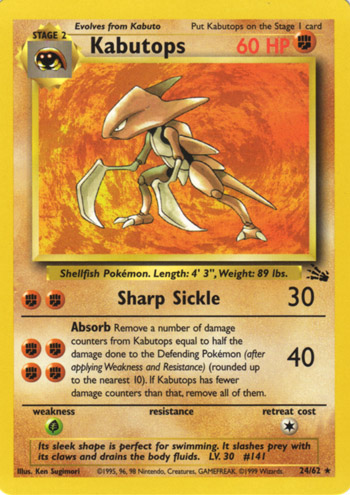 Evolves from Kabuto
Put Kabutops on the Stage 1 card
STAGE 2
Kabutops
60 HP
Shellfish Pokémon. Length: 4' 3", Weight: 89 lbs.
Sharp Sickle 30
Absorb Remove a number of damage
counters from Kabutops equal to half the
damage done to the Defending Pokémon (after
applying Weakness and Resistance) (rounded up
to the nearest 10). If Kabutops has fewer
damage counters than that, remove all of them.
40
weakness
resistance
retreat cost
Its sleek shape is perfect for swimming. It slashes prey with
its claws and drains the body fluids. LV. 30 #141
Illus. Ken Sugimori
©1995, 96, 98 Nintendo, Creatures, GAMEFREAK. ©1999 Wizards.
24/62